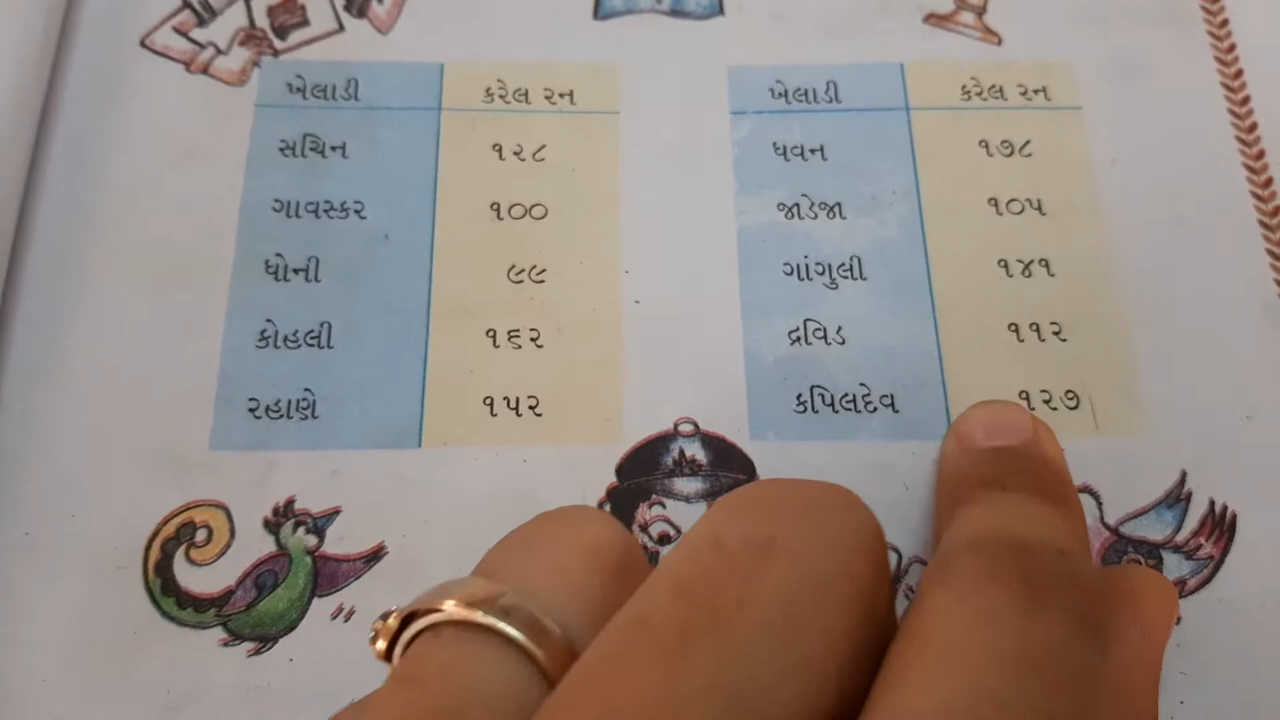 ખેલાડી કરેલ રન
સચિન ૧૨૮
ગાવસ્કર ૧૦૦
ધોની ૯૯
કોહલી ૧૬૨
રહાણે ૧૫૨
ખેલાડી કરેલ રન
ધવન ૧૭૮
જાડેજા ૧૦૫
ગાંગુલી ૧૪૧
દ્રવિડ ૧૧૨
કપિલદેવ ૧૨૭